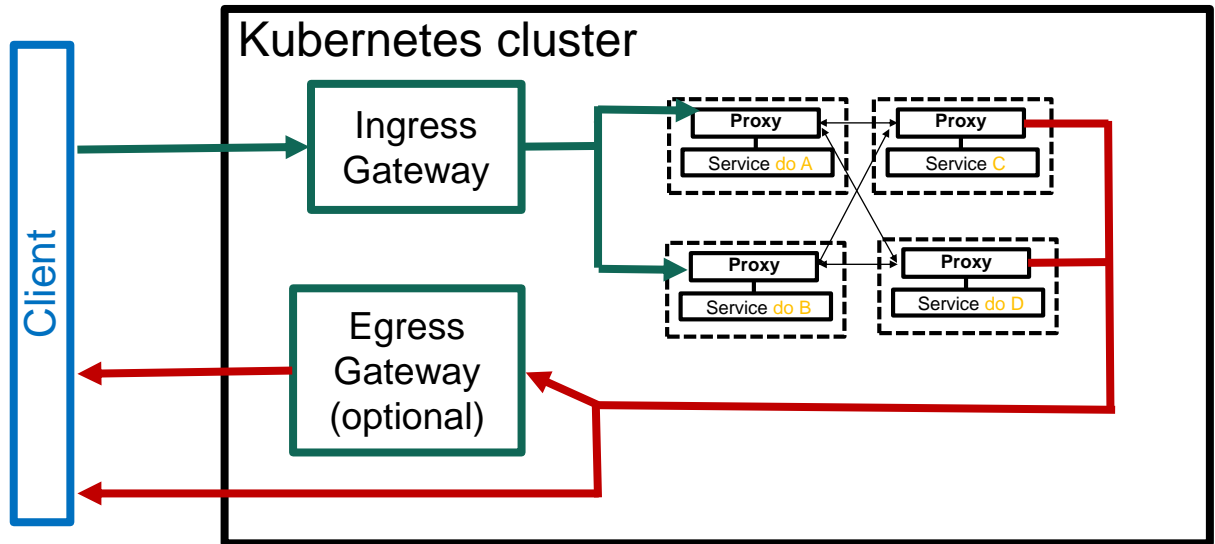 Kubernetes cluster
Client
Ingress
Gateway
Proxy
Service do A
Proxy
Service C
Proxy
Service do B
Proxy
Service do D
Egress
Gateway
(optional)